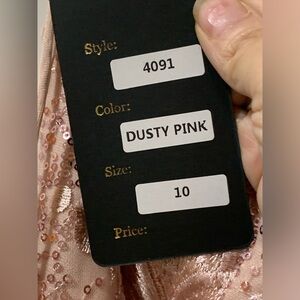 Style:
4091
Color:
DUSTY PINK
Size:
10
Price: